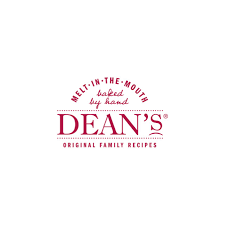 MELT-IN-THE-MOUTH
baked
by hand
DEAN'S®
ORIGINAL FAMILY RECIPES